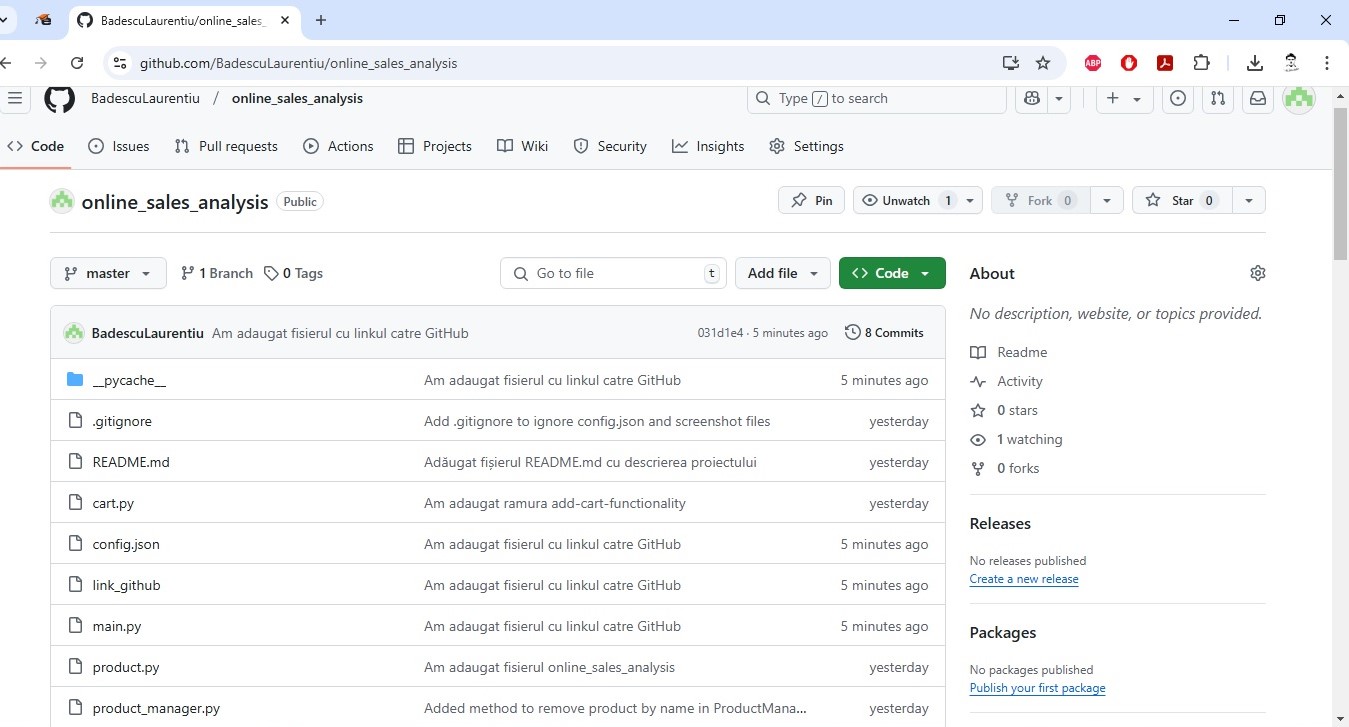 BadescuLaurentiu/online_sales_
github.com/BadescuLaurentiu/online_sales_analysis
ABP
BadescuLaurentiu / online_sales_analysis
Type / to search
Code Issues Pull requests Actions Projects Wiki Security Insights Settings
online_sales_analysis Public
Pin Unwatch 1 Fork 0 Star 0
master 1 Branch 0 Tags Go to file t Add file Code
BadescuLaurentiu Am adaugat fisierul cu linkul catre GitHub 031d1e4 · 5 minutes ago 8 Commits
__pycache__ Am adaugat fisierul cu linkul catre GitHub 5 minutes ago
.gitignore Add .gitignore to ignore config.json and screenshot files yesterday
README.md Adăugat fișierul README.md cu descrierea proiectului yesterday
cart.py Am adaugat ramura add-cart-functionality yesterday
config.json Am adaugat fisierul cu linkul catre GitHub 5 minutes ago
link_github Am adaugat fisierul cu linkul catre GitHub 5 minutes ago
main.py Am adaugat fisierul cu linkul catre GitHub 5 minutes ago
product.py Am adaugat fisierul online_sales_analysis yesterday
product_manager.py Added method to remove product by name in ProductMana... yesterday
About
No description, website, or topics provided.
Readme
Activity
0 stars
1 watching
0 forks
Releases
No releases published
Create a new release
Packages
No packages published
Publish your first package